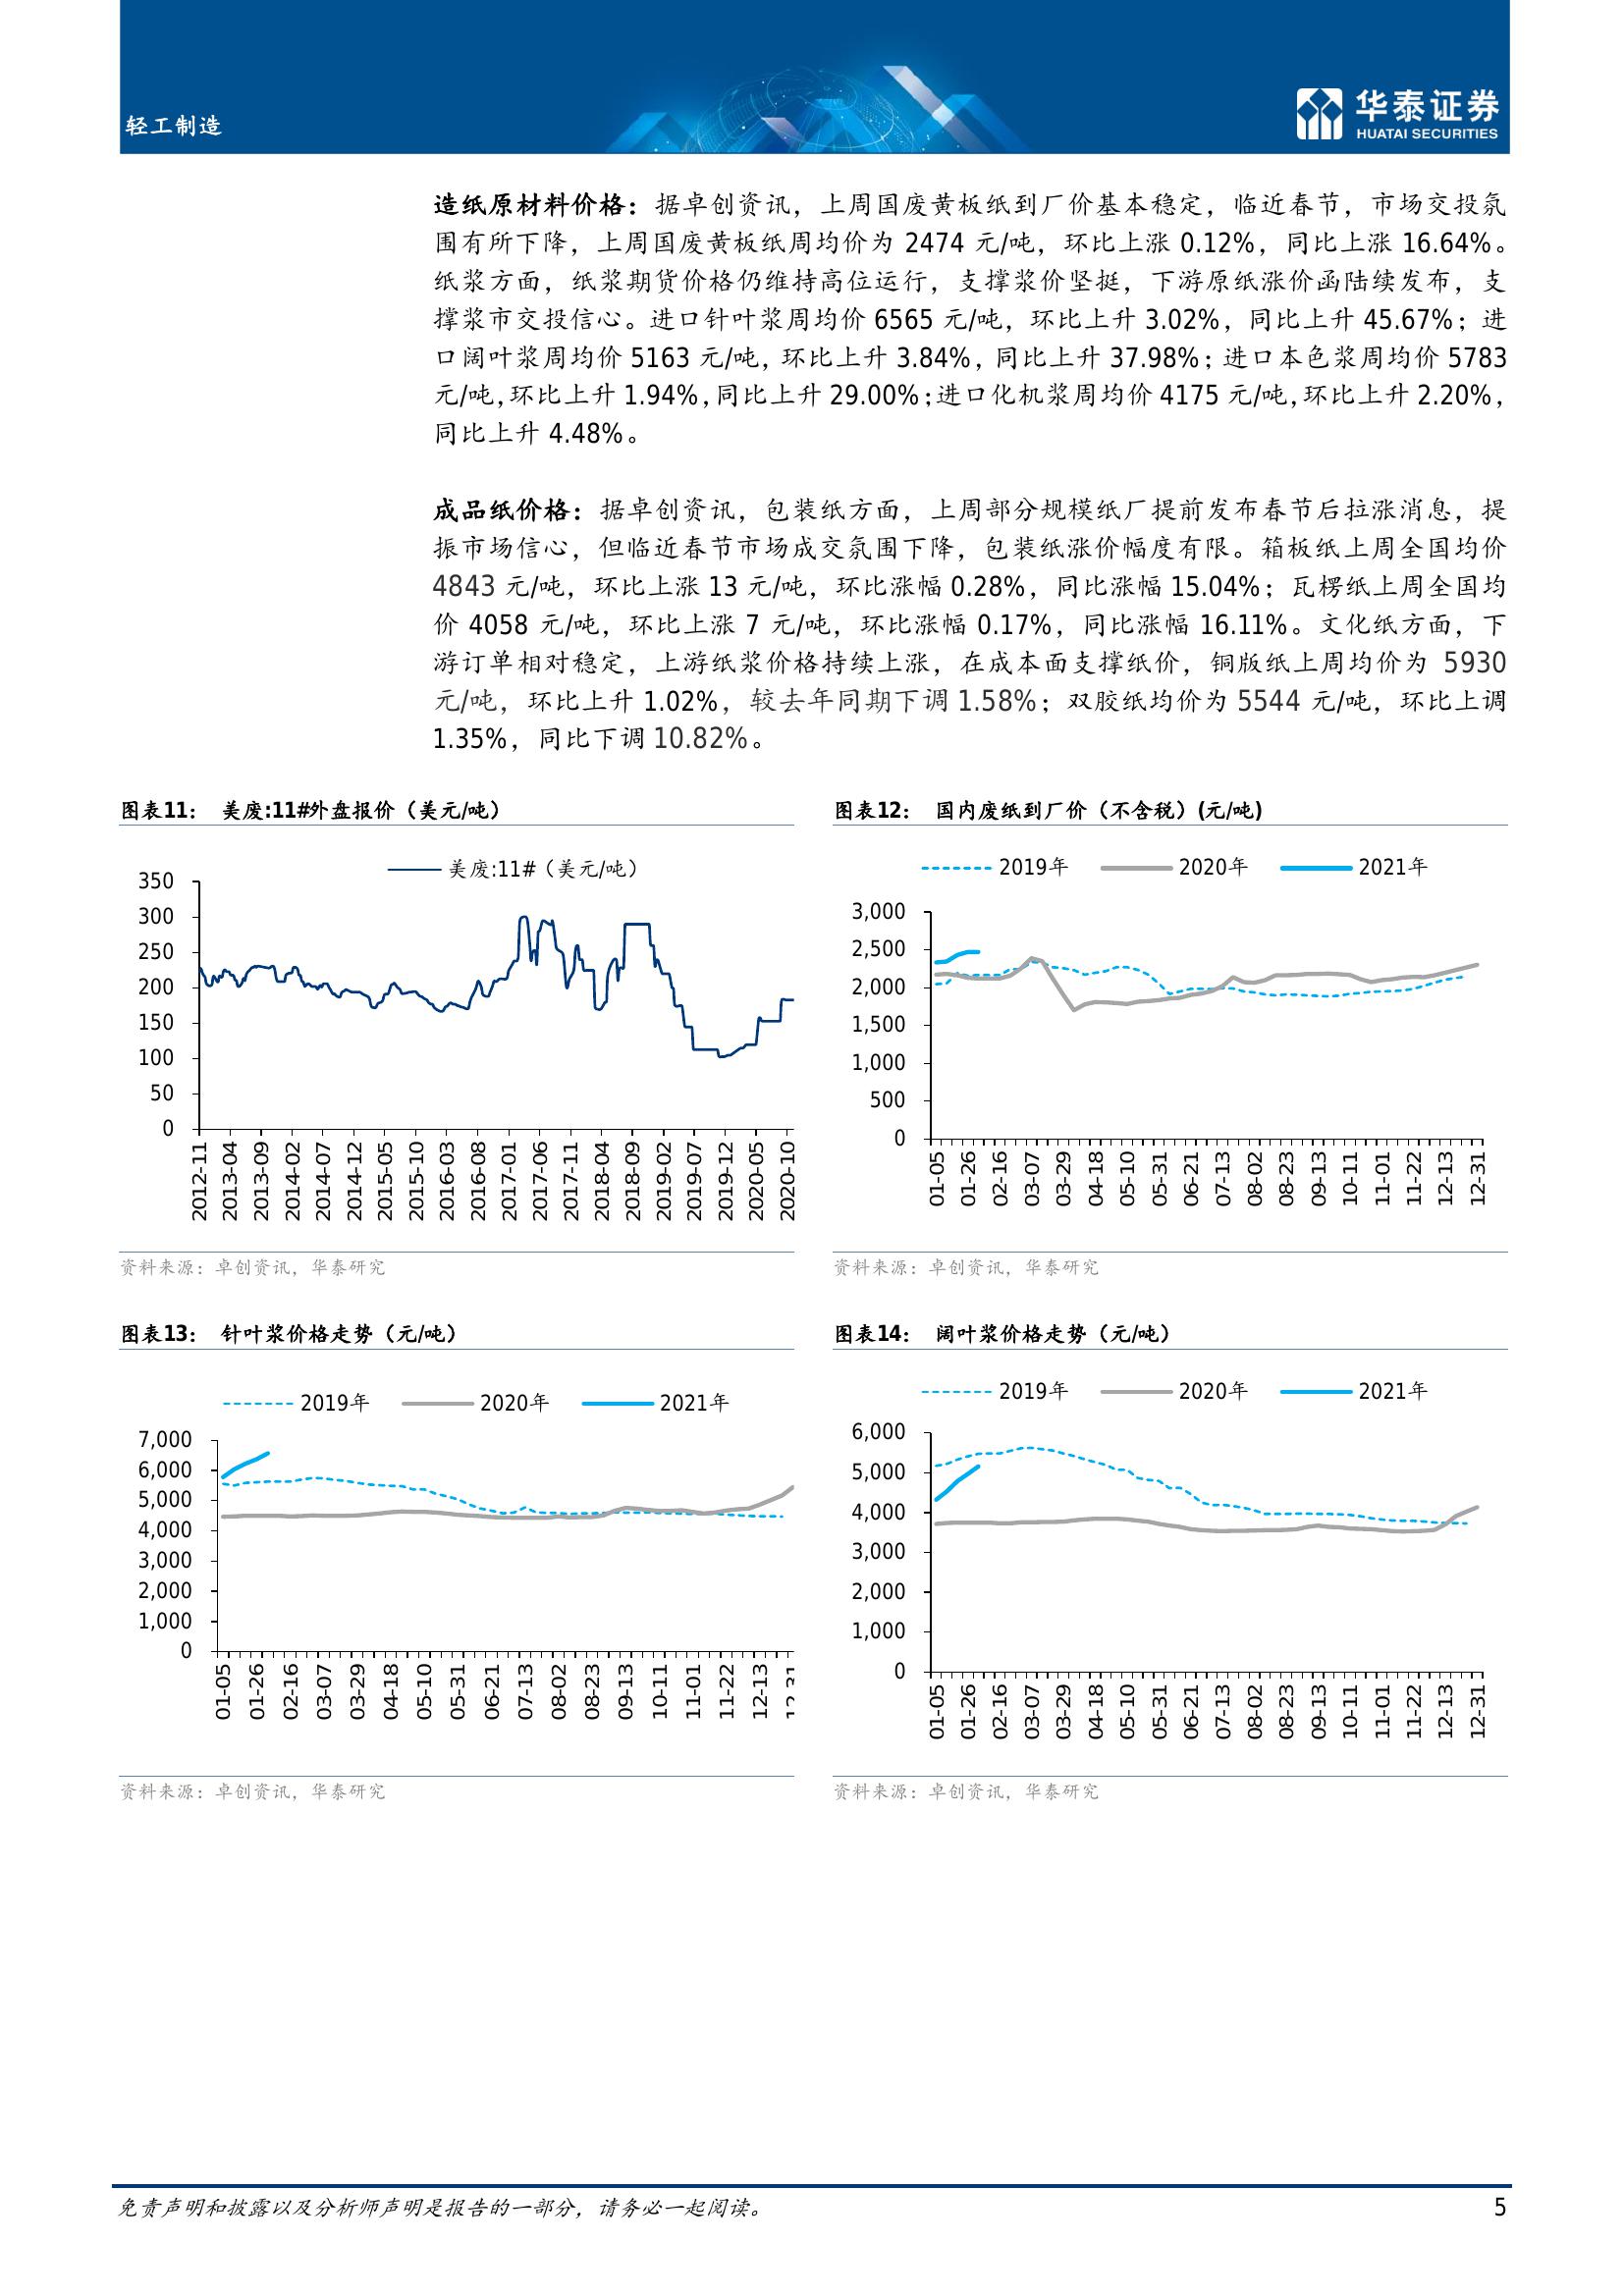 轻工制造
华泰证券
HUATAI SECURITIES
造纸原材料价格：据卓创资讯，上周国废黄板纸到厂价基本稳定，临近春节，市场交投氛
围有所下降，上周国废黄板纸周均价为 2474 元/吨，环比上涨 0.12%，同比上涨 16.64%。
纸浆方面，纸浆期货价格仍维持高位运行，支撑浆价坚挺，下游原纸涨价函陆续发布，支
撑浆市交投信心。进口针叶浆周均价 6565 元/吨，环比上升 3.02%，同比上升 45.67%；进
口阔叶浆周均价 5163 元/吨，环比上升 3.84%，同比上升 37.98%；进口本色浆周均价 5783
元/吨，环比上升 1.94%，同比上升 29.00%；进口化机浆周均价 4175 元/吨，环比上升 2.20%，
同比上升 4.48%。
成品纸价格：据卓创资讯，包装纸方面，上周部分规模纸厂提前发布春节后拉涨消息，提
振市场信心，但临近春节市场成交氛围下降，包装纸涨价幅度有限。箱板纸上周全国均价
4843 元/吨，环比上涨 13 元/吨，环比涨幅 0.28%，同比涨幅 15.04%；瓦楞纸上周全国均
价 4058 元/吨，环比上涨 7 元/吨，环比涨幅 0.17%，同比涨幅 16.11%。文化纸方面，下
游订单相对稳定，上游纸浆价格持续上涨，在成本面支撑纸价，铜版纸上周均价为 5930
元/吨，环比上升 1.02%，较去年同期下调 1.58%；双胶纸均价为 5544 元/吨，环比上调
1.35%，同比下调 10.82%。
图表11： 美废:11#外盘报价（美元/吨）
美废:11#（美元/吨）
350
300
250
200
150
100
50
0
2012-11 2013-04 2013-09 2014-02 2014-07 2014-12 2015-05 2015-10 2016-03 2016-08 2017-01 2017-06 2017-11 2018-04 2018-09 2019-02 2019-07 2019-12 2020-05 2020-10
资料来源：卓创资讯，华泰研究
图表12： 国内废纸到厂价（不含税）(元/吨)
2019年 2020年 2021年
3,000
2,500
2,000
1,500
1,000
500
0
01-05 01-26 02-16 03-07 03-29 04-18 05-10 05-31 06-21 07-13 08-02 08-23 09-13 10-11 11-01 11-22 12-13 12-31
资料来源：卓创资讯，华泰研究
图表13： 针叶浆价格走势（元/吨）
2019年 2020年 2021年
7,000
6,000
5,000
4,000
3,000
2,000
1,000
0
01-05 01-26 02-16 03-07 03-29 04-18 05-10 05-31 06-21 07-13 08-02 08-23 09-13 10-11 11-01 11-22 12-13
资料来源：卓创资讯，华泰研究
图表14： 阔叶浆价格走势（元/吨）
2019年 2020年 2021年
6,000
5,000
4,000
3,000
2,000
1,000
0
01-05 01-26 02-16 03-07 03-29 04-18 05-10 05-31 06-21 07-13 08-02 08-23 09-13 10-11 11-01 11-22 12-13 12-31
资料来源：卓创资讯，华泰研究
免责声明和披露以及分析师声明是报告的一部分，请务必一起阅读。 5